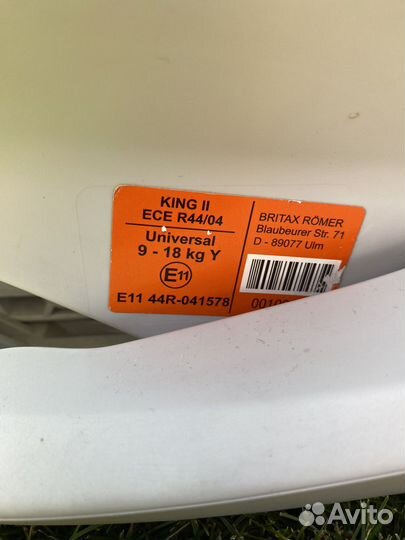 KING II
ECE R44/04
Universal
9 - 18 kg Y
E11
E11 44R-041578
BRITAX RÖMER
Blaubeurer Str. 71
D - 89077 Ulm
Avito